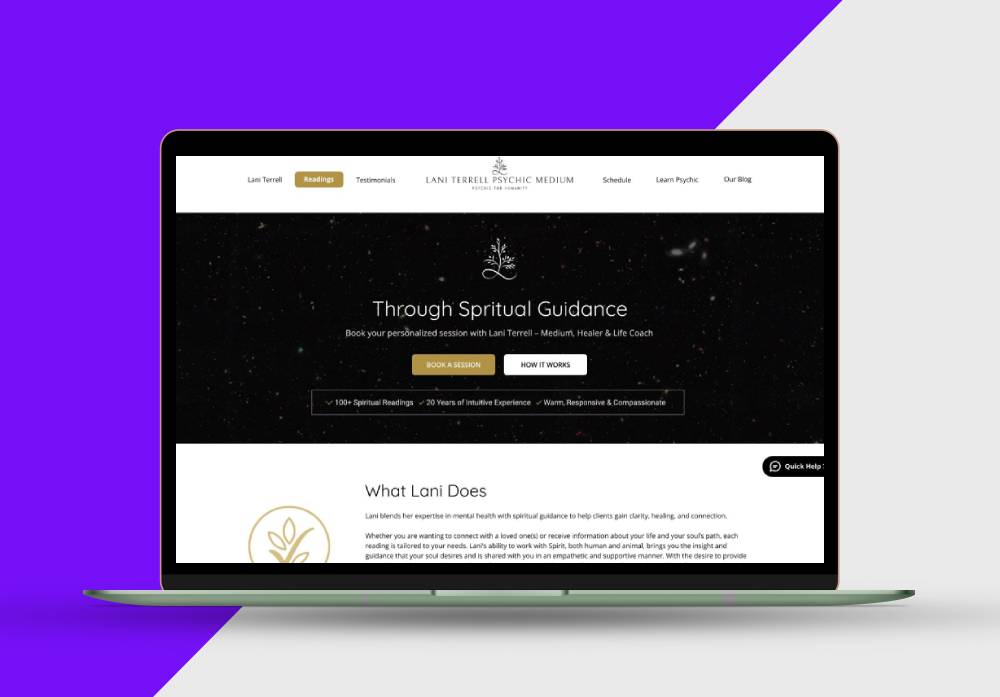 Lani Terrell
Readings
Testimonials
LANI TERRELL PSYCHIC MEDIUM
PSYCHIC FOR HUMANITY
Schedule
Learn Psychic
Our Blog
Through Spritual Guidance
Book your personalized session with Lani Terrell – Medium, Healer & Life Coach
BOOK A SESSION
HOW IT WORKS
100+ Spiritual Readings
20 Years of Intuitive Experience
Warm, Responsive & Compassionate
Quick Help
What Lani Does
Lani blends her expertise in mental health with spiritual guidance to help clients gain clarity, healing, and connection.
Whether you are wanting to connect with a loved one(s) or receive information about your life and your soul's path, each
reading is tailored to your needs. Lani's ability to work with Spirit, both human and animal, brings you the insight and
guidance that your soul desires and is shared with you in an empathetic and supportive manner. With the desire to provide